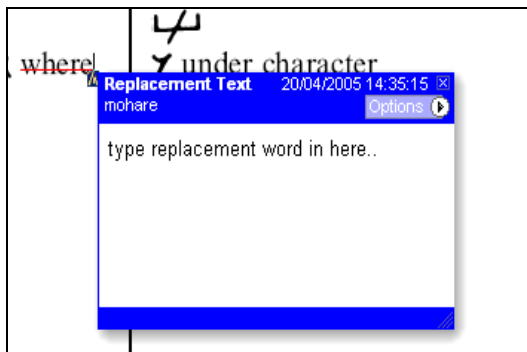 where under character
Replacement Text 20/04/2005 14:35:15
mohare Options
type replacement word in here..